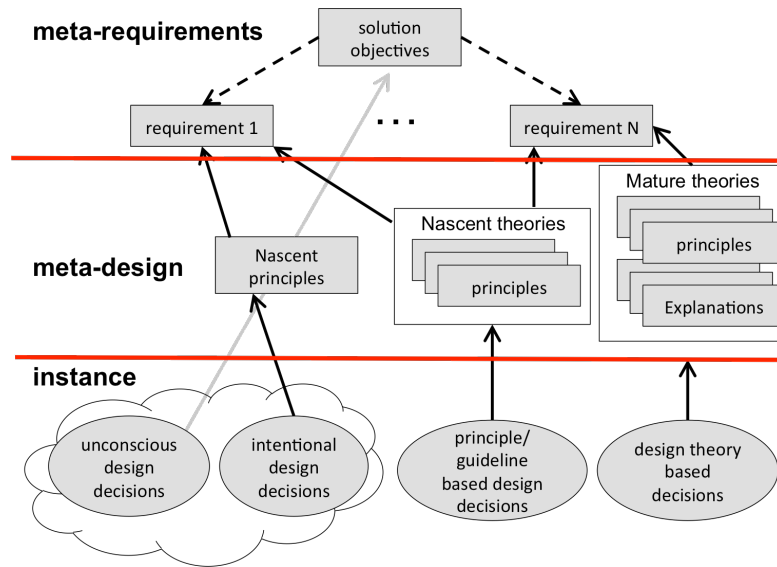 meta-requirements
solution
objectives
requirement 1
...
requirement N
Mature theories
principles
Explanations
Nascent theories
principles
meta-design
Nascent
principles
instance
unconscious
design
decisions
intentional
design
decisions
principle/
guideline
based design
decisions
design theory
based
decisions